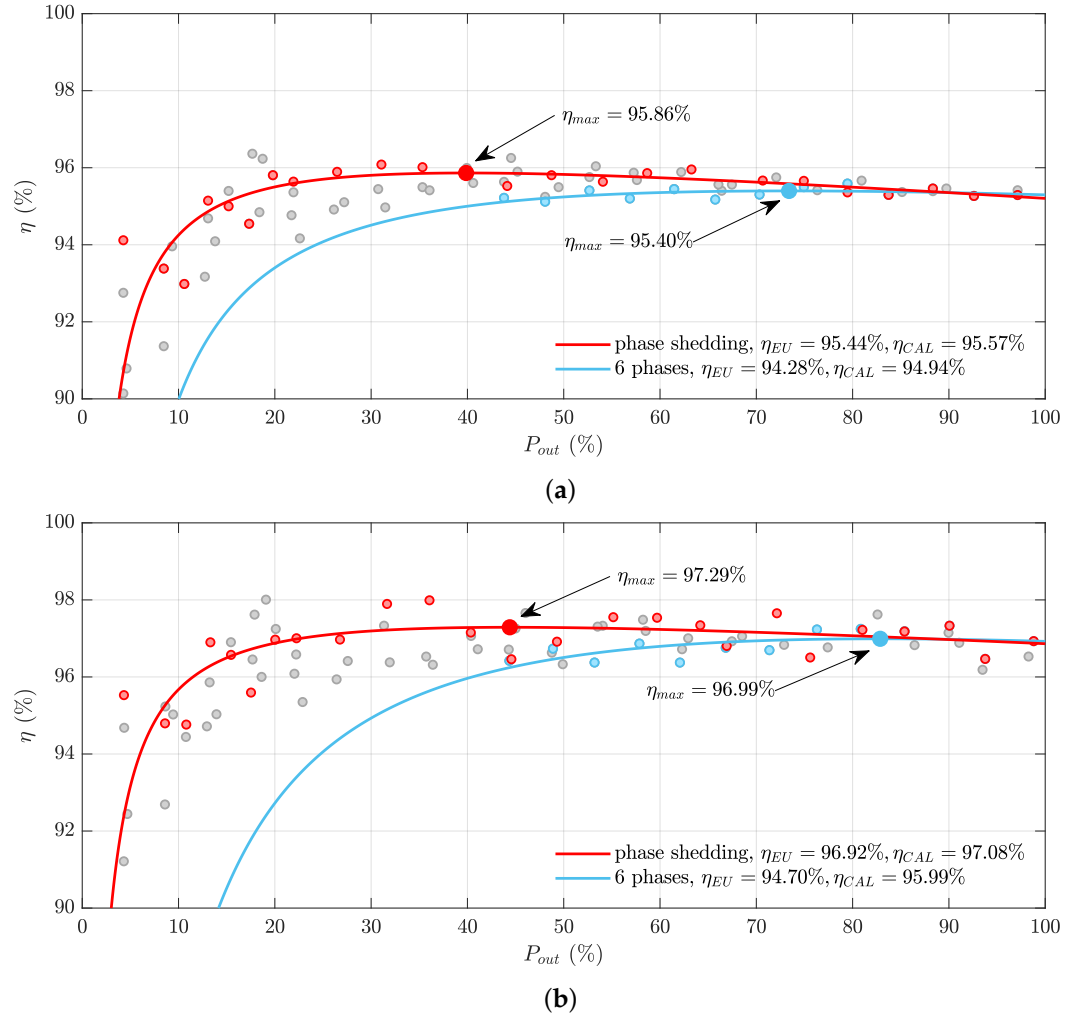 100
98
96
94
92
90
η (%)
η_max = 95.86%
η_max = 95.40%
phase shedding, η_EU = 95.44%, η_CAL = 95.57%
6 phases, η_EU = 94.28%, η_CAL = 94.94%
0 10 20 30 40 50 60 70 80 90 100
P_out (%)
(a)
100
98
96
94
92
90
η (%)
η_max = 97.29%
η_max = 96.99%
phase shedding, η_EU = 96.92%, η_CAL = 97.08%
6 phases, η_EU = 94.70%, η_CAL = 95.99%
0 10 20 30 40 50 60 70 80 90 100
P_out (%)
(b)